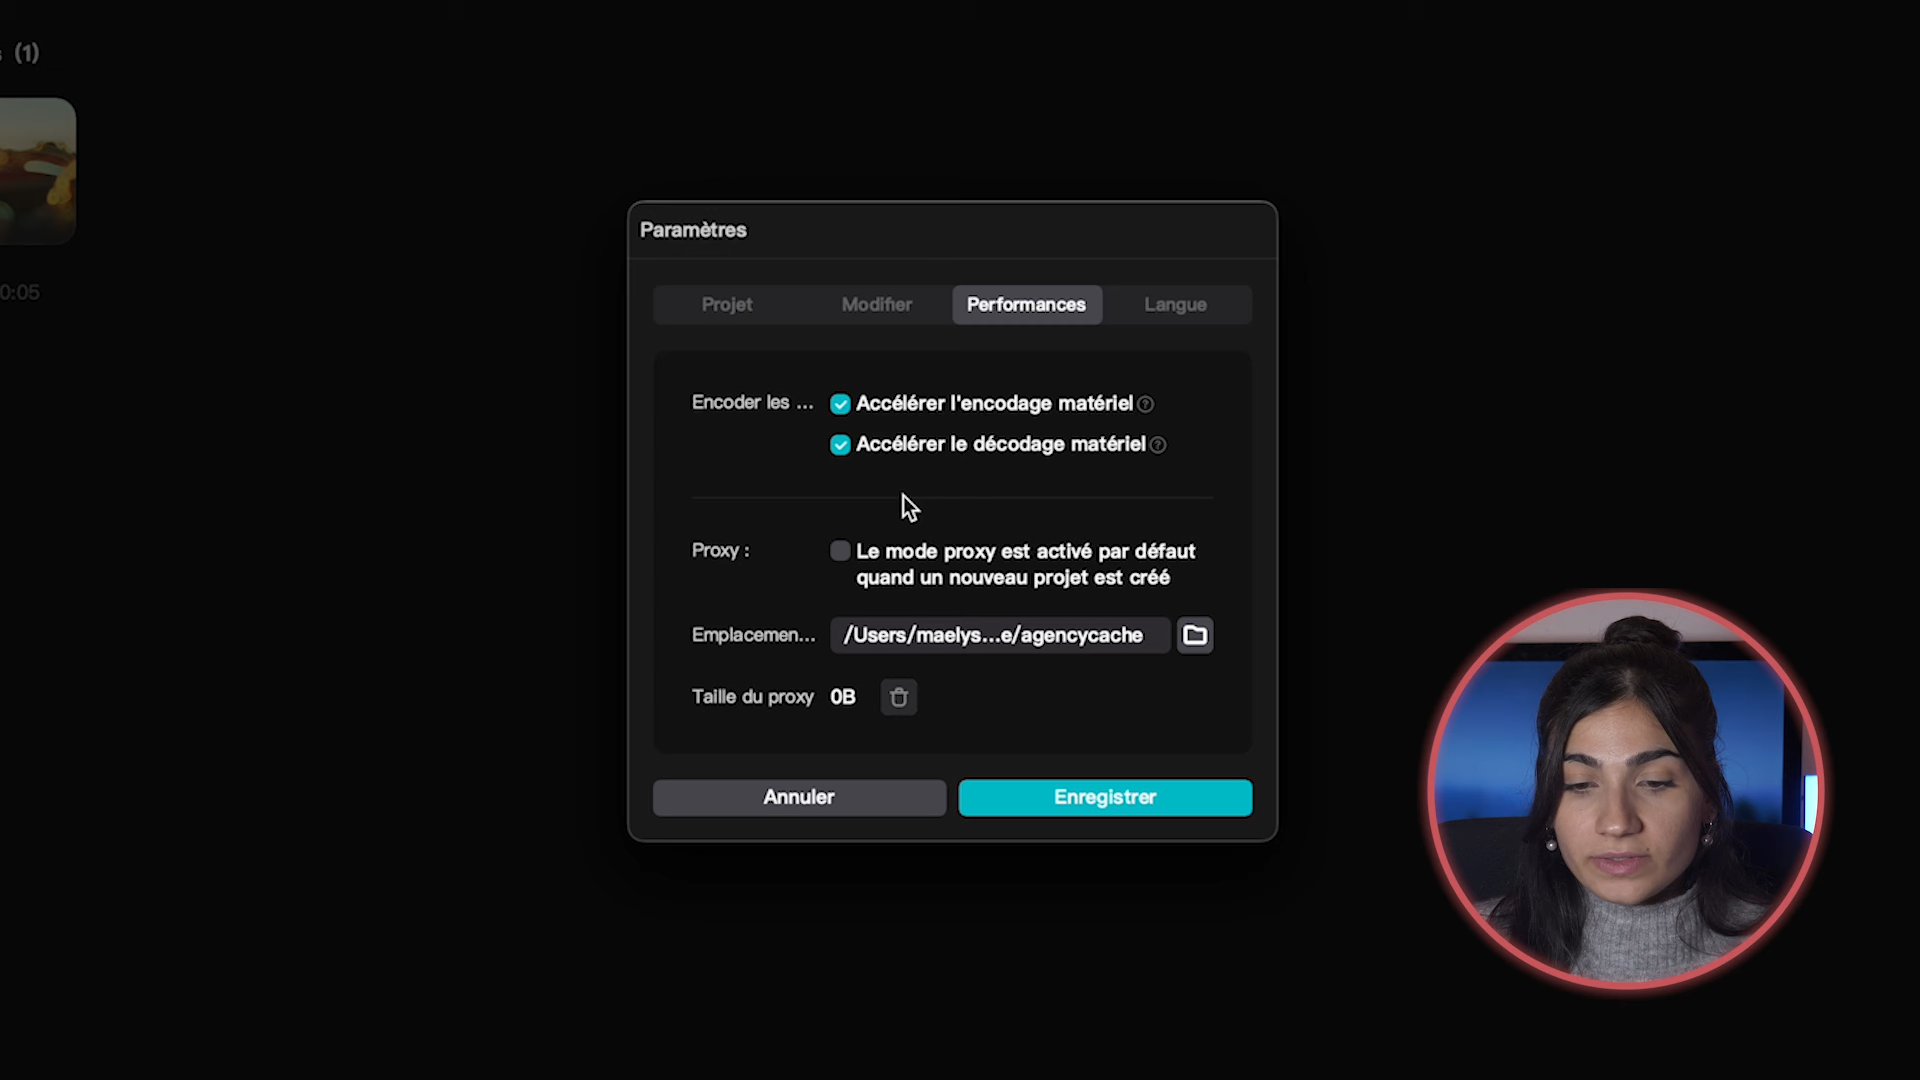 (1)
0:05
Paramètres
Projet
Modifier
Performances
Langue
Encoder les ...
Accélérer l'encodage matériel
Accélérer le décodage matériel
Proxy :
Le mode proxy est activé par défaut
quand un nouveau projet est créé
Emplacemen...
/Users/maelys...e/agencycache
Taille du proxy
0B
Annuler
Enregistrer